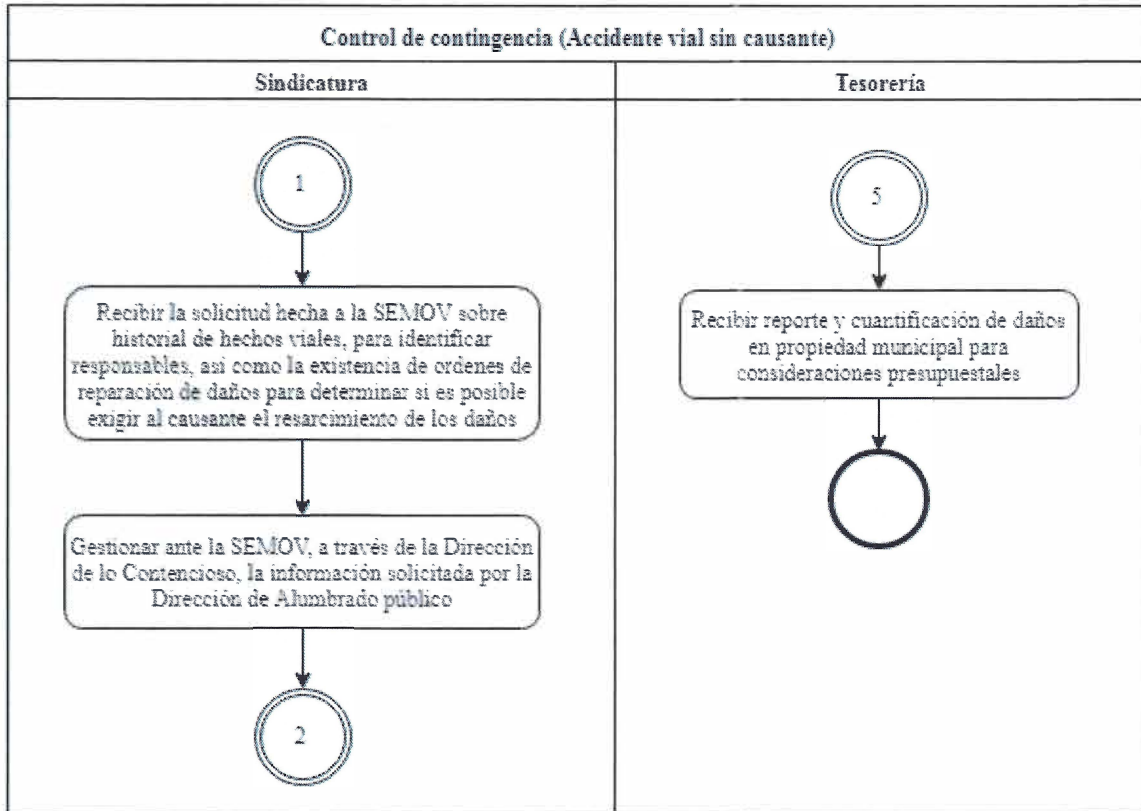 Control de contingencia (Accidente vial sin causante)
Sindicatura
Tesorería
1
Recibir la solicitud hecha a la SEMOV sobre
historial de hechos viales, para identificar
responsables, así como la existencia de ordenes de
reparación de daños para determinar si es posible
exigir al causante el resarcimiento de los daños
Gestionar ante la SEMOV, a través de la Dirección
de lo Contencioso, la información solicitada por la
Dirección de Alumbrado público
2
5
Recibir reporte y cuantificación de daños
en propiedad municipal para
consideraciones presupuestales